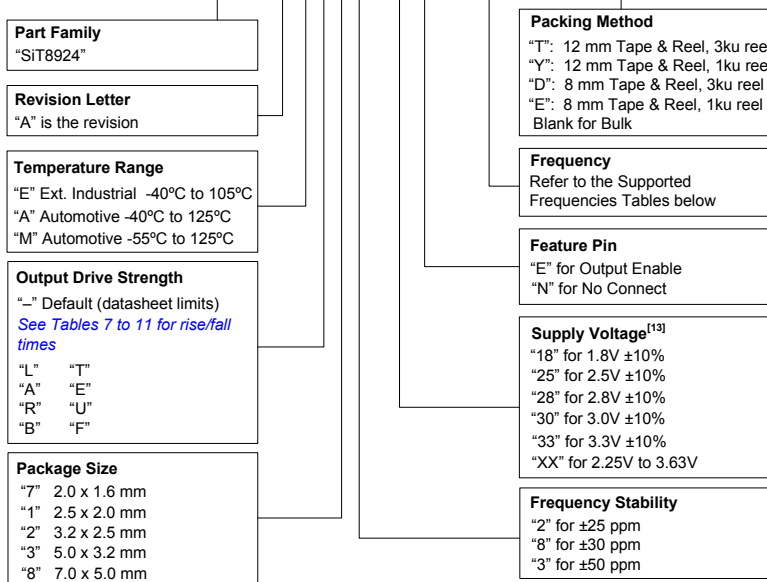 Part Family
“SiT8924”
Revision Letter
“A” is the revision
Temperature Range
“E” Ext. Industrial -40ºC to 105ºC
“A” Automotive -40ºC to 125ºC
“M” Automotive -55ºC to 125ºC
Output Drive Strength
“–” Default (datasheet limits)
See Tables 7 to 11 for rise/fall
times
“L” “T”
“A” “E”
“R” “U”
“B” “F”
Package Size
“7” 2.0 x 1.6 mm
“1” 2.5 x 2.0 mm
“2” 3.2 x 2.5 mm
“3” 5.0 x 3.2 mm
“8” 7.0 x 5.0 mm
Packing Method
“T”: 12 mm Tape & Reel, 3ku ree
“Y”: 12 mm Tape & Reel, 1ku ree
“D”: 8 mm Tape & Reel, 3ku reel
“E”: 8 mm Tape & Reel, 1ku reel
Blank for Bulk
Frequency
Refer to the Supported
Frequencies Tables below
Feature Pin
“E” for Output Enable
“N” for No Connect
Supply Voltage[13]
“18” for 1.8V ±10%
“25” for 2.5V ±10%
“28” for 2.8V ±10%
“30” for 3.0V ±10%
“33” for 3.3V ±10%
“XX” for 2.25V to 3.63V
Frequency Stability
“2” for ±25 ppm
“8” for ±30 ppm
“3” for ±50 ppm